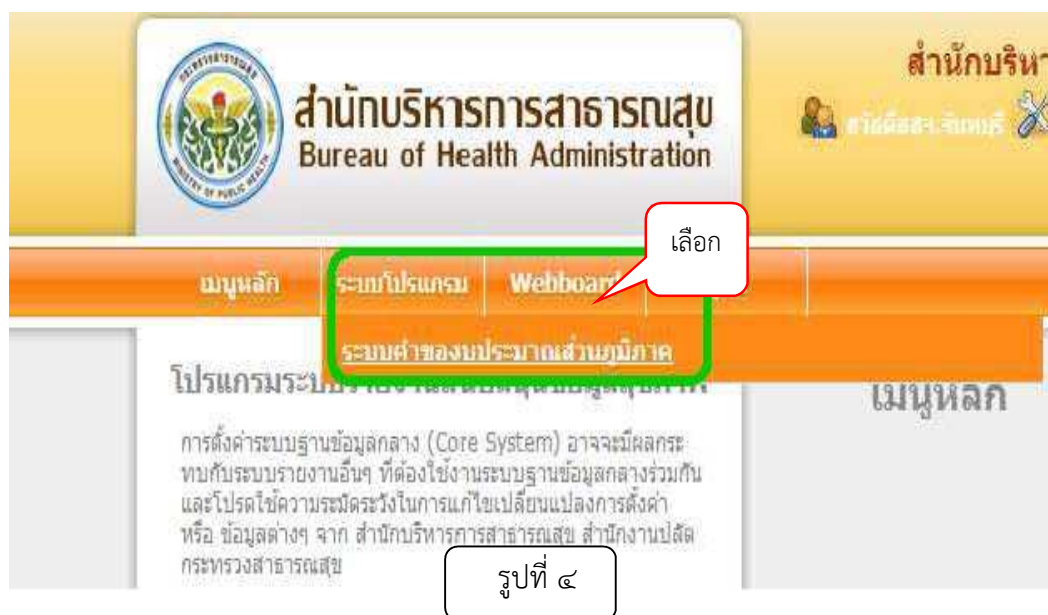 สำนักบริหารการสาธารณสุข
Bureau of Health Administration
สำนักบริหา
เลือก
เมนูหลัก ระบบโปรแกรม Webboard
ระบบคำของบประมาณส่วนภูมิภาค
เมนูหลัก
การตั้งค่าระบบฐานข้อมูลกลาง (Core System) อาจจะมีผลกระ
ทบกับระบบรายงานอื่นๆ ที่ต้องใช้งานระบบฐานข้อมูลกลางร่วมกัน
และโปรดใช้ความระมัดระวังในการแก้ไขเปลี่ยนแปลงการตั้งค่า
หรือ ข้อมูลต่างๆ จาก สำนักบริหารการสาธารณสุข สำนักงานปลัด
กระทรวงสาธารณสุข
รูปที่ ๔